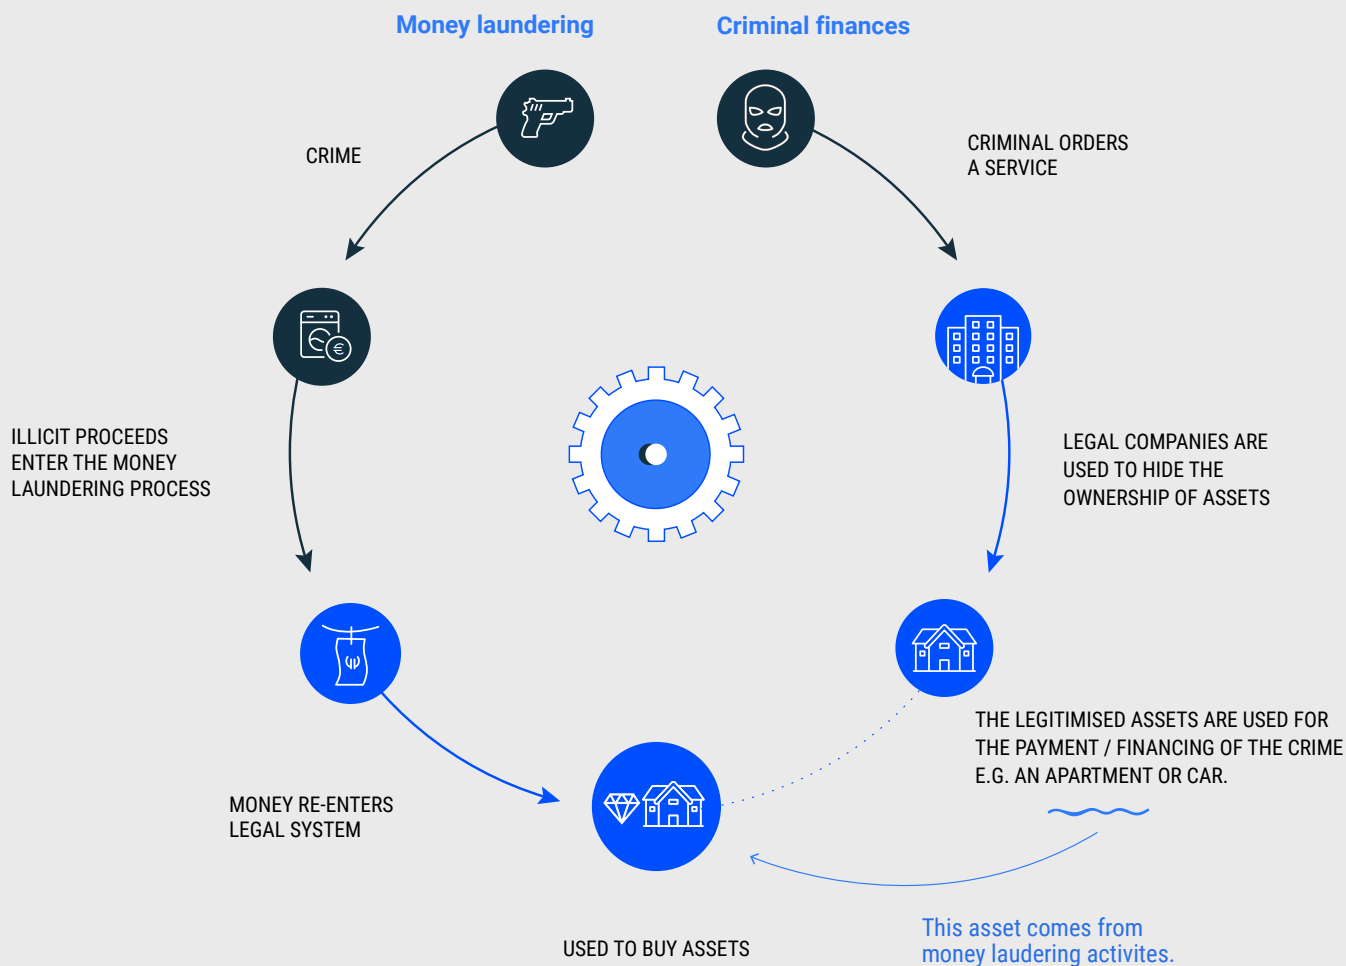 Money laundering
Criminal finances
CRIME
CRIMINAL ORDERS
A SERVICE
€
ILLICIT PROCEEDS
ENTER THE MONEY
LAUNDERING PROCESS
LEGAL COMPANIES ARE
USED TO HIDE THE
OWNERSHIP OF ASSETS
THE LEGITIMISED ASSETS ARE USED FOR
THE PAYMENT / FINANCING OF THE CRIME
E.G. AN APARTMENT OR CAR.
MONEY RE-ENTERS
LEGAL SYSTEM
USED TO BUY ASSETS
This asset comes from
money laudering activites.